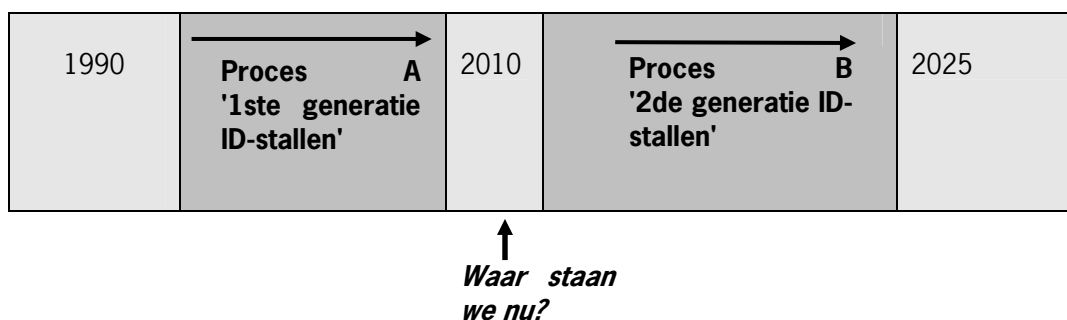 1990
Proces A
'1ste generatie
ID-stallen'
2010
Proces B
'2de generatie ID-
stallen'
2025
Waar staan
we nu?